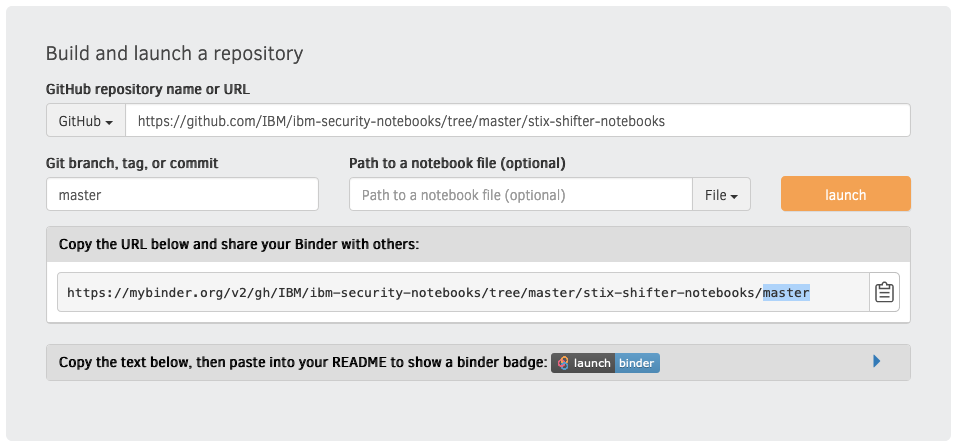 Build and launch a repository
GitHub repository name or URL
GitHub https://github.com/IBM/ibm-security-notebooks/tree/master/stix-shifter-notebooks
Git branch, tag, or commit Path to a notebook file (optional)
master Path to a notebook file (optional) File launch
Copy the URL below and share your Binder with others:
https://mybinder.org/v2/gh/IBM/ibm-security-notebooks/tree/master/stix-shifter-notebooks/master
Copy the text below, then paste into your README to show a binder badge: launch binder